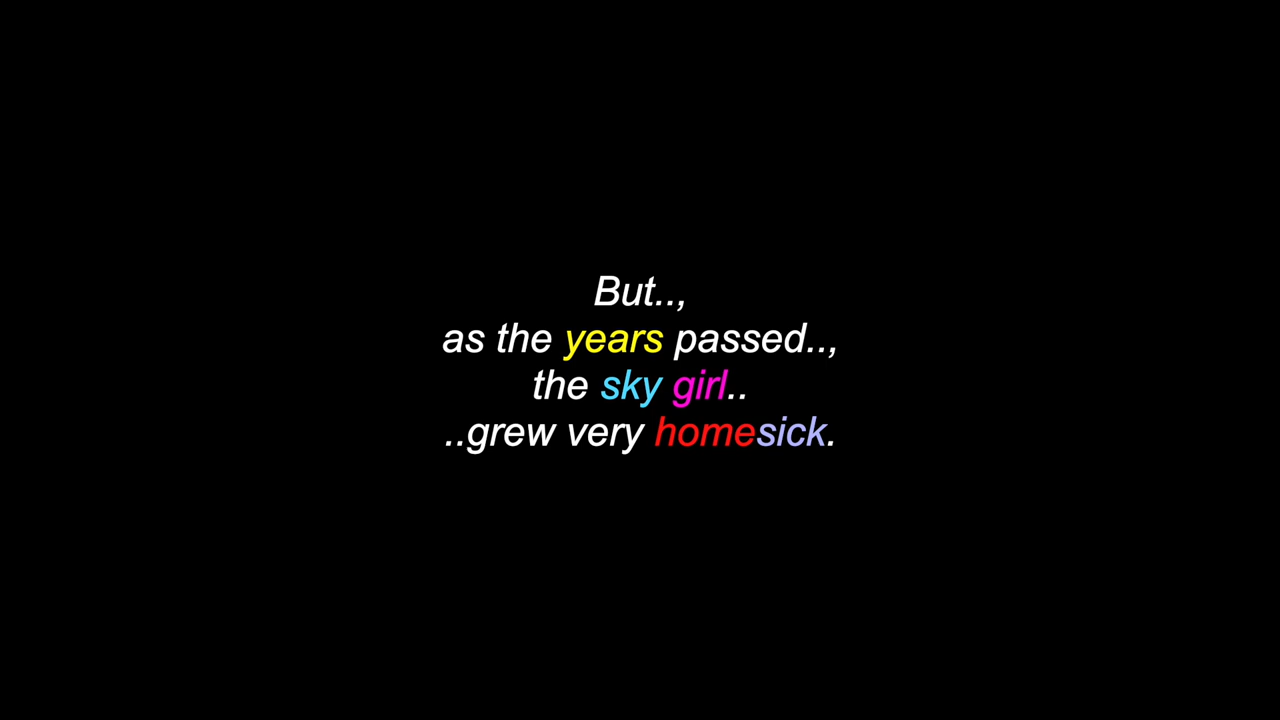 But..,
as the years passed..,
the sky girl..
..grew very homesick.